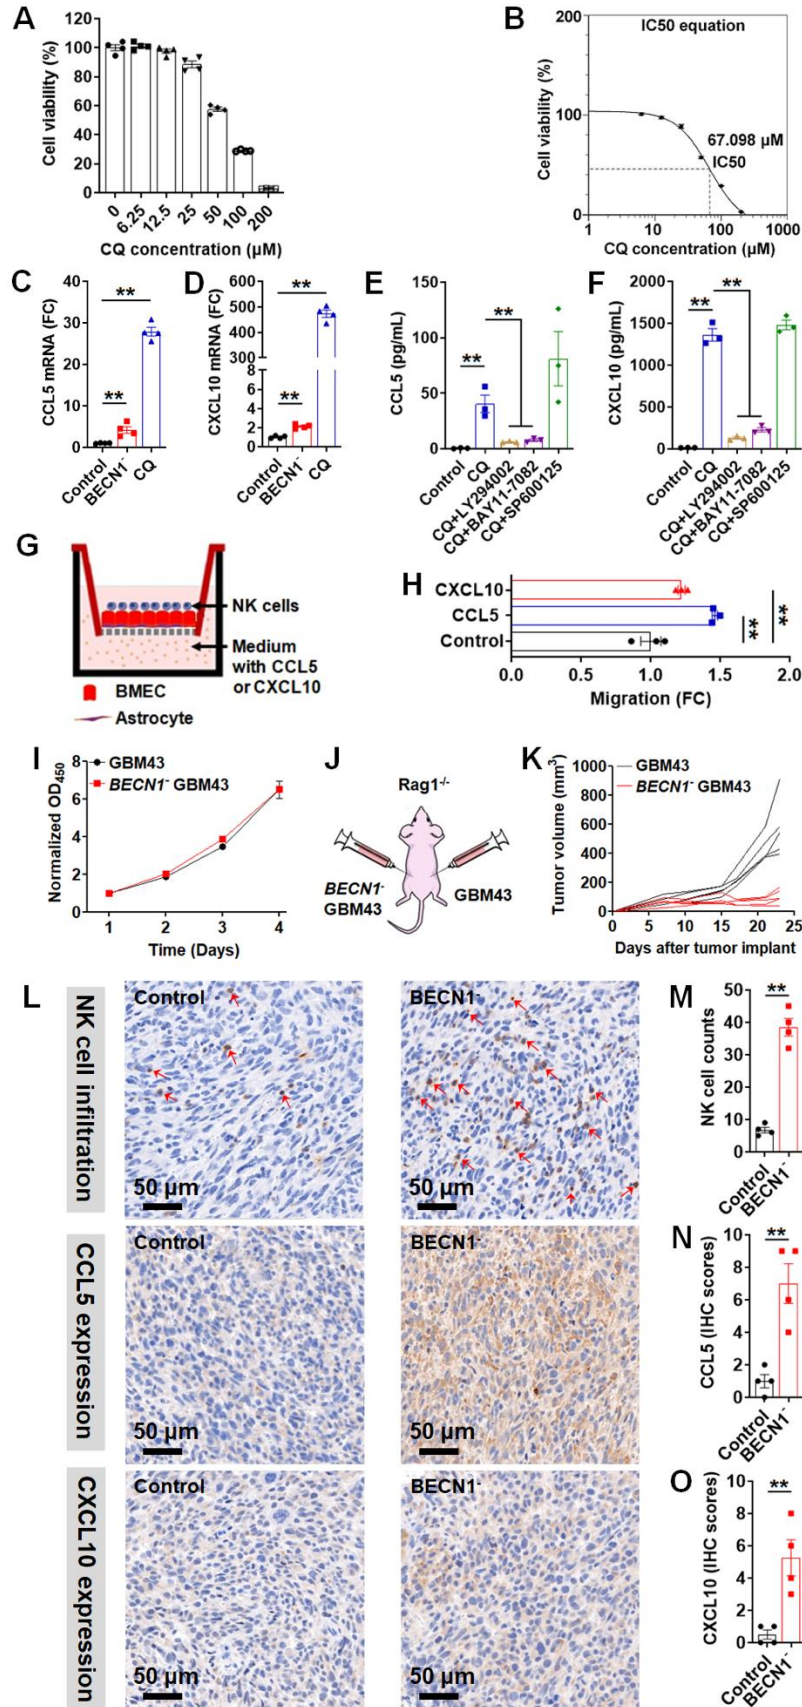 A
Cell viability (%)
120
100
80
60
40
20
0
0
6.25
12.5
25
50
100
200
CQ concentration (µM)
B
IC50 equation
Cell viability (%)
200
100
0
67.098 µM
IC50
1
10
100
1000
CQ concentration (µM)
C
CCL5 mRNA (FC)
40
30
20
10
0
**
**
Control
BECN1-
CQ
D
CXCL10 mRNA (FC)
500
400
300
200
100
4
2
0
**
**
Control
BECN1-
CQ
E
CCL5 (pg/mL)
150
100
50
0
**
**
Control
CQ
CQ+LY294002
CQ+BAY11-7082
CQ+SP600125
F
CXCL10 (pg/mL)
2000
1500
1000
500
0
**
**
Control
CQ
CQ+LY294002
CQ+BAY11-7082
CQ+SP600125
G
NK cells
Medium
with CCL5
or CXCL10
BMEC
Astrocyte
H
CXCL10
CCL5
Control
**
**
0.0
0.5
1.0
1.5
2.0
Migration (FC)
I
GBM43
BECN1- GBM43
Normalized OD450
8
6
4
2
0
1
2
3
4
Time (Days)
J
Rag1-/-
BECN1-
GBM43
GBM43
K
GBM43
BECN1- GBM43
Tumor volume (mm3)
1000
800
600
400
200
0
0
5
10
15
20
25
Days after tumor implant
L
NK cell infiltration
Control
50 µm
BECN1-
50 µm
M
NK cell counts
50
40
30
20
10
0
**
Control
BECN1-
CCL5 expression
Control
50 µm
BECN1-
50 µm
N
CCL5 (IHC scores)
10
8
6
4
2
0
**
Control
BECN1-
CXCL10 expression
Control
50 µm
BECN1-
50 µm
O
CXCL10 (IHC scores)
10
8
6
4
2
0
**
Control
BECN1-